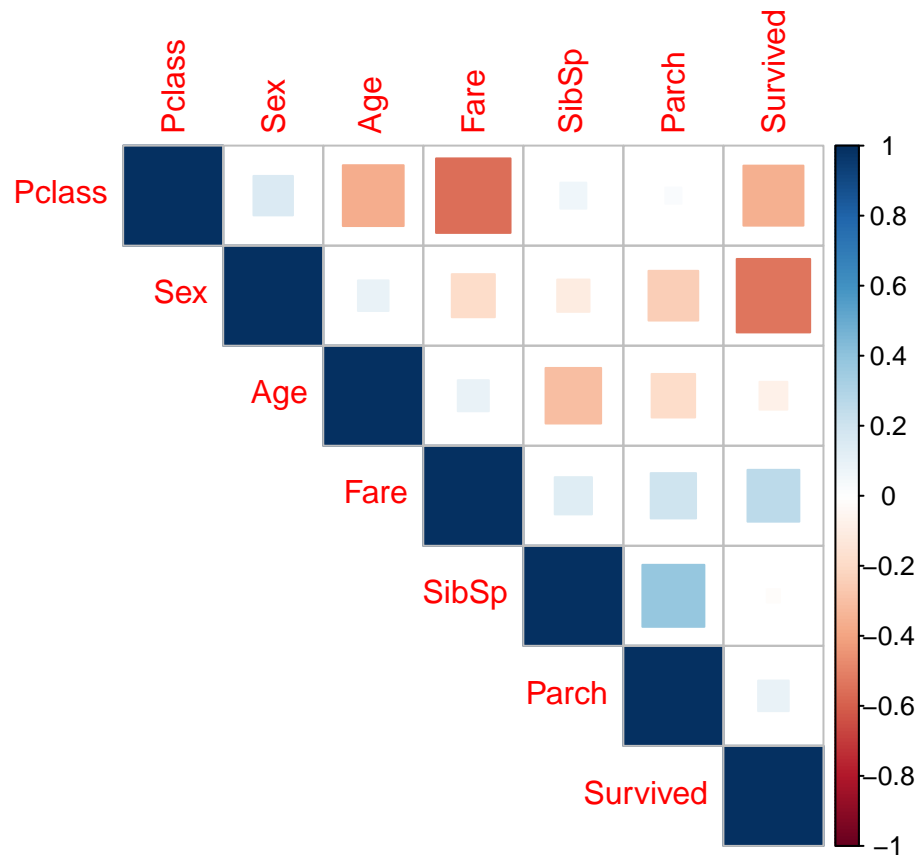 Pclass
Sex
Age
Fare
SibSp
Parch
Survived
Pclass
Sex
Age
Fare
SibSp
Parch
Survived
1
0.8
0.6
0.4
0.2
0
−0.2
−0.4
−0.6
−0.8
−1